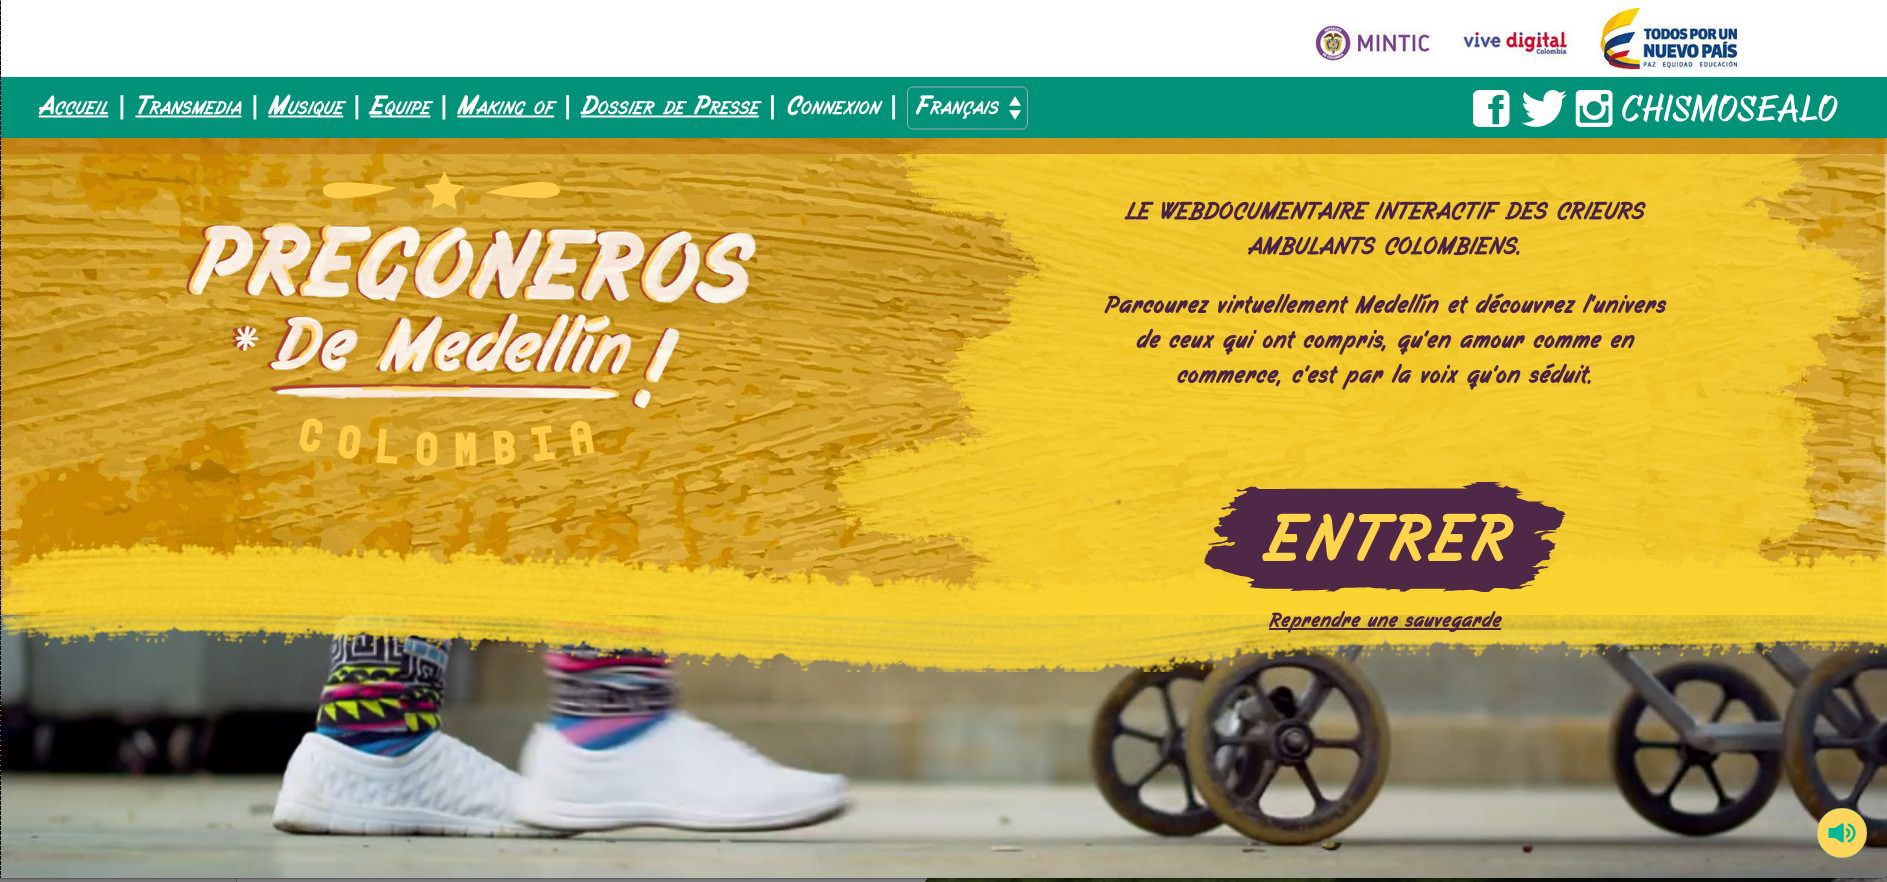 MINTIC
vive digital
Colombia
TODOS POR UN
NUEVO PAÍS
PAZ EQUIDAD EDUCACIÓN
Accueil | Transmedia | Musique | Equipe | Making of | Dossier de Presse | Connexion | Français
CHISMOSEALO
PREGONEROS
* De Medellín !
COLOMBIA
LE WEBDOCUMENTAIRE INTERACTIF DES CRIEURS
AMBULANTS COLOMBIENS.
Parcourez virtuellement Medellín et découvrez l'univers
de ceux qui ont compris, qu'en amour comme en
commerce, c'est par la voix qu'on séduit.
ENTRER
Reprendre une sauvegarde